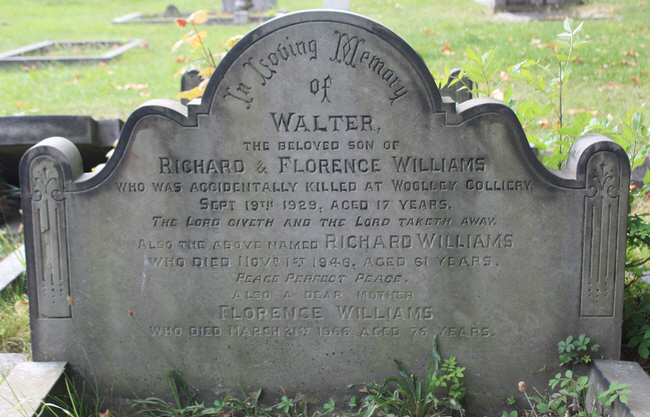 In Loving Memory
of
WALTER,
THE BELOVED SON OF
RICHARD & FLORENCE WILLIAMS
WHO WAS ACCIDENTALLY KILLED AT WOOLLEY COLLIERY,
SEPT 19TH 1929, AGED 17 YEARS.
THE LORD GIVETH AND THE LORD TAKETH AWAY.
ALSO THE ABOVE NAMED RICHARD WILLIAMS
WHO DIED NOVR 1ST 1946, AGED 61 YEARS.
PEACE PERFECT PEACE.
ALSO A DEAR MOTHER
FLORENCE WILLIAMS
WHO DIED MARCH 21ST 1966, AGED 76 YEARS.